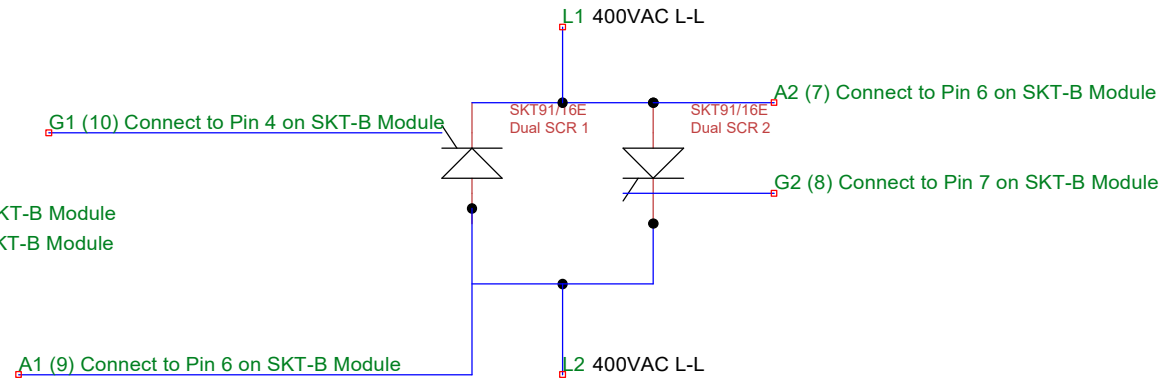 L1 400VAC L-L
A2 (7) Connect to Pin 6 on SKT-B Module
SKT91/16E
Dual SCR 1
SKT91/16E
Dual SCR 2
G1 (10) Connect to Pin 4 on SKT-B Module
G2 (8) Connect to Pin 7 on SKT-B Module
KT-B Module
KT-B Module
A1 (9) Connect to Pin 6 on SKT-B Module
L2 400VAC L-L